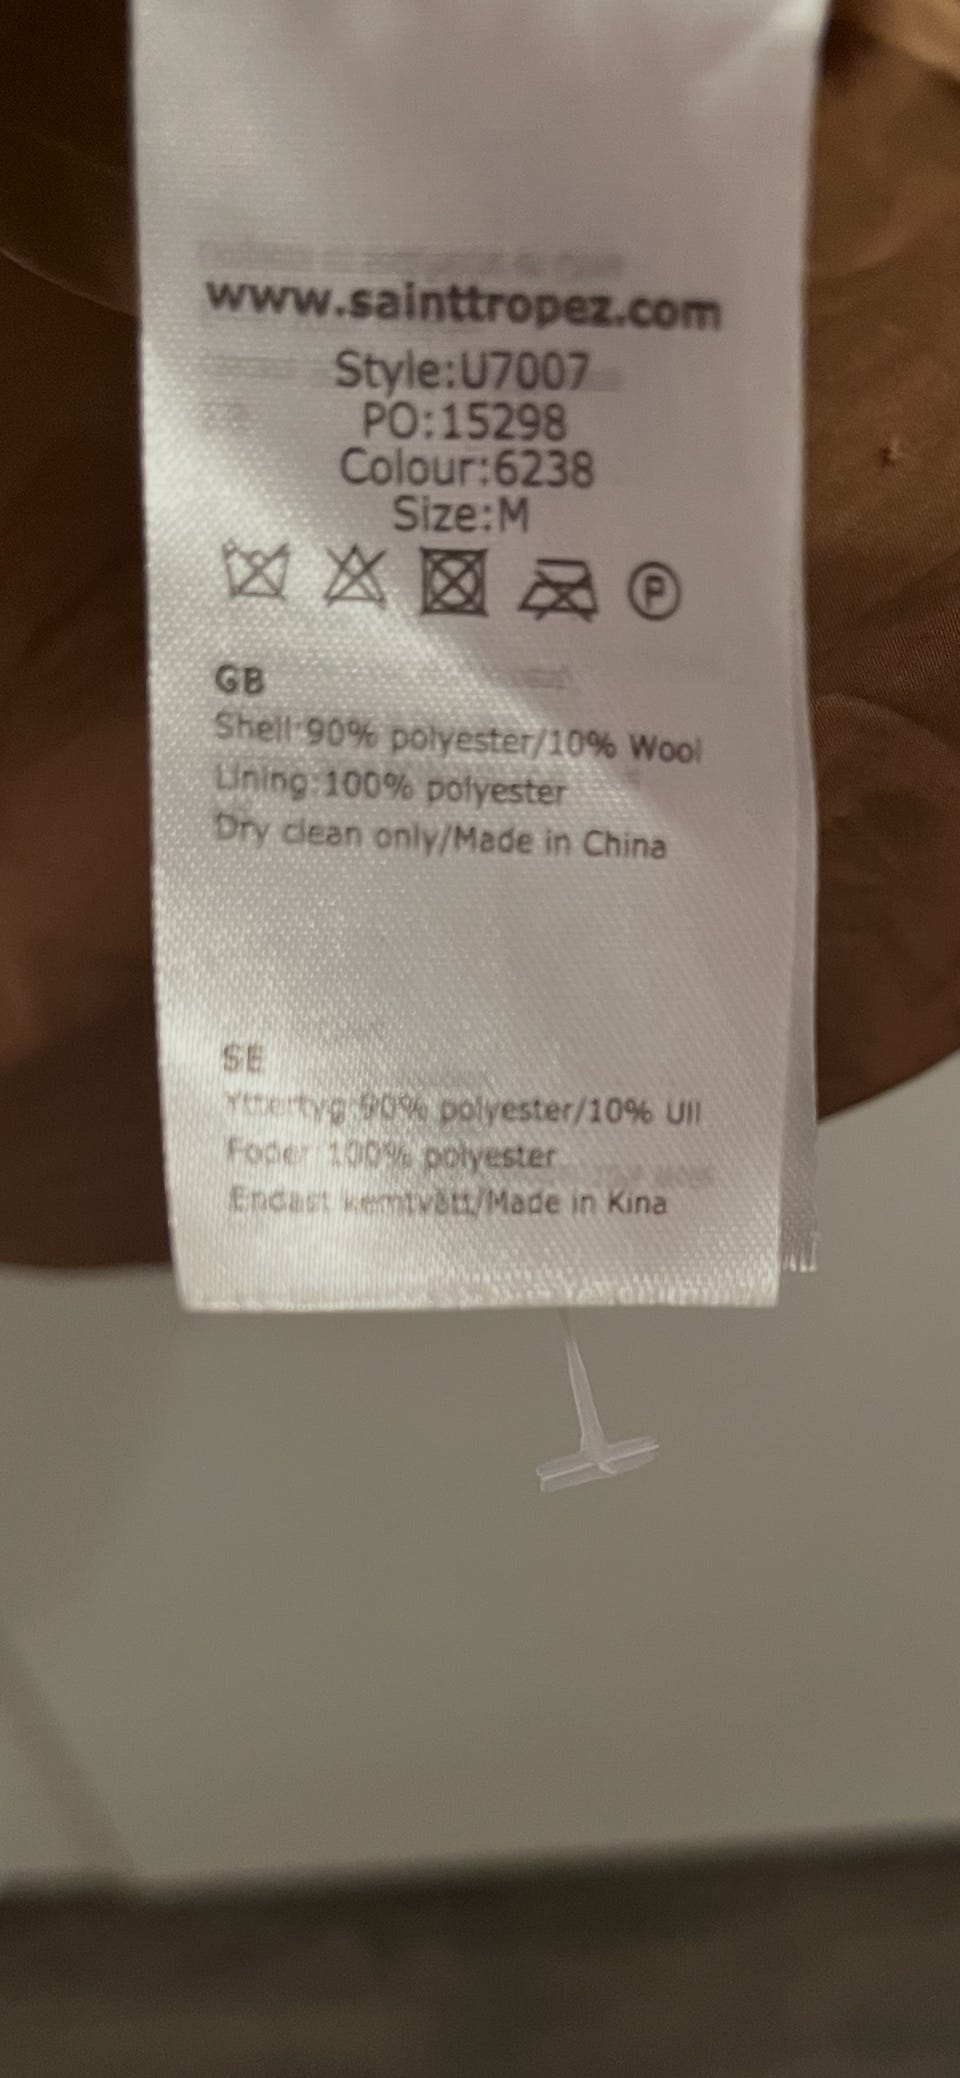 www.sainttropez.com
Style:U7007
PO:15298
Colour:6238
Size:M
P
GB
Shell:90% polyester/10% Wool
Lining:100% polyester
Dry clean only/Made in China
SE
Yttertyg:90% polyester/10% Ull
Foder 100% polyester
Endast kemtvätt/Made in Kina